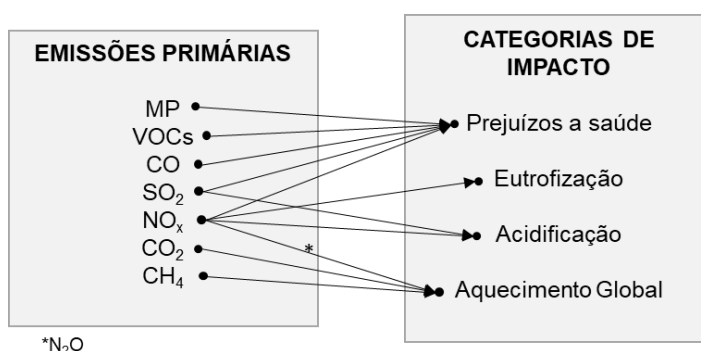 EMISSÕES PRIMÁRIAS
MP
VOCs
CO
SO₂
NOₓ
CO₂
CH₄
*
CATEGORIAS DE
IMPACTO
Prejuízos a saúde
Eutrofização
Acidificação
Aquecimento Global
*N₂O